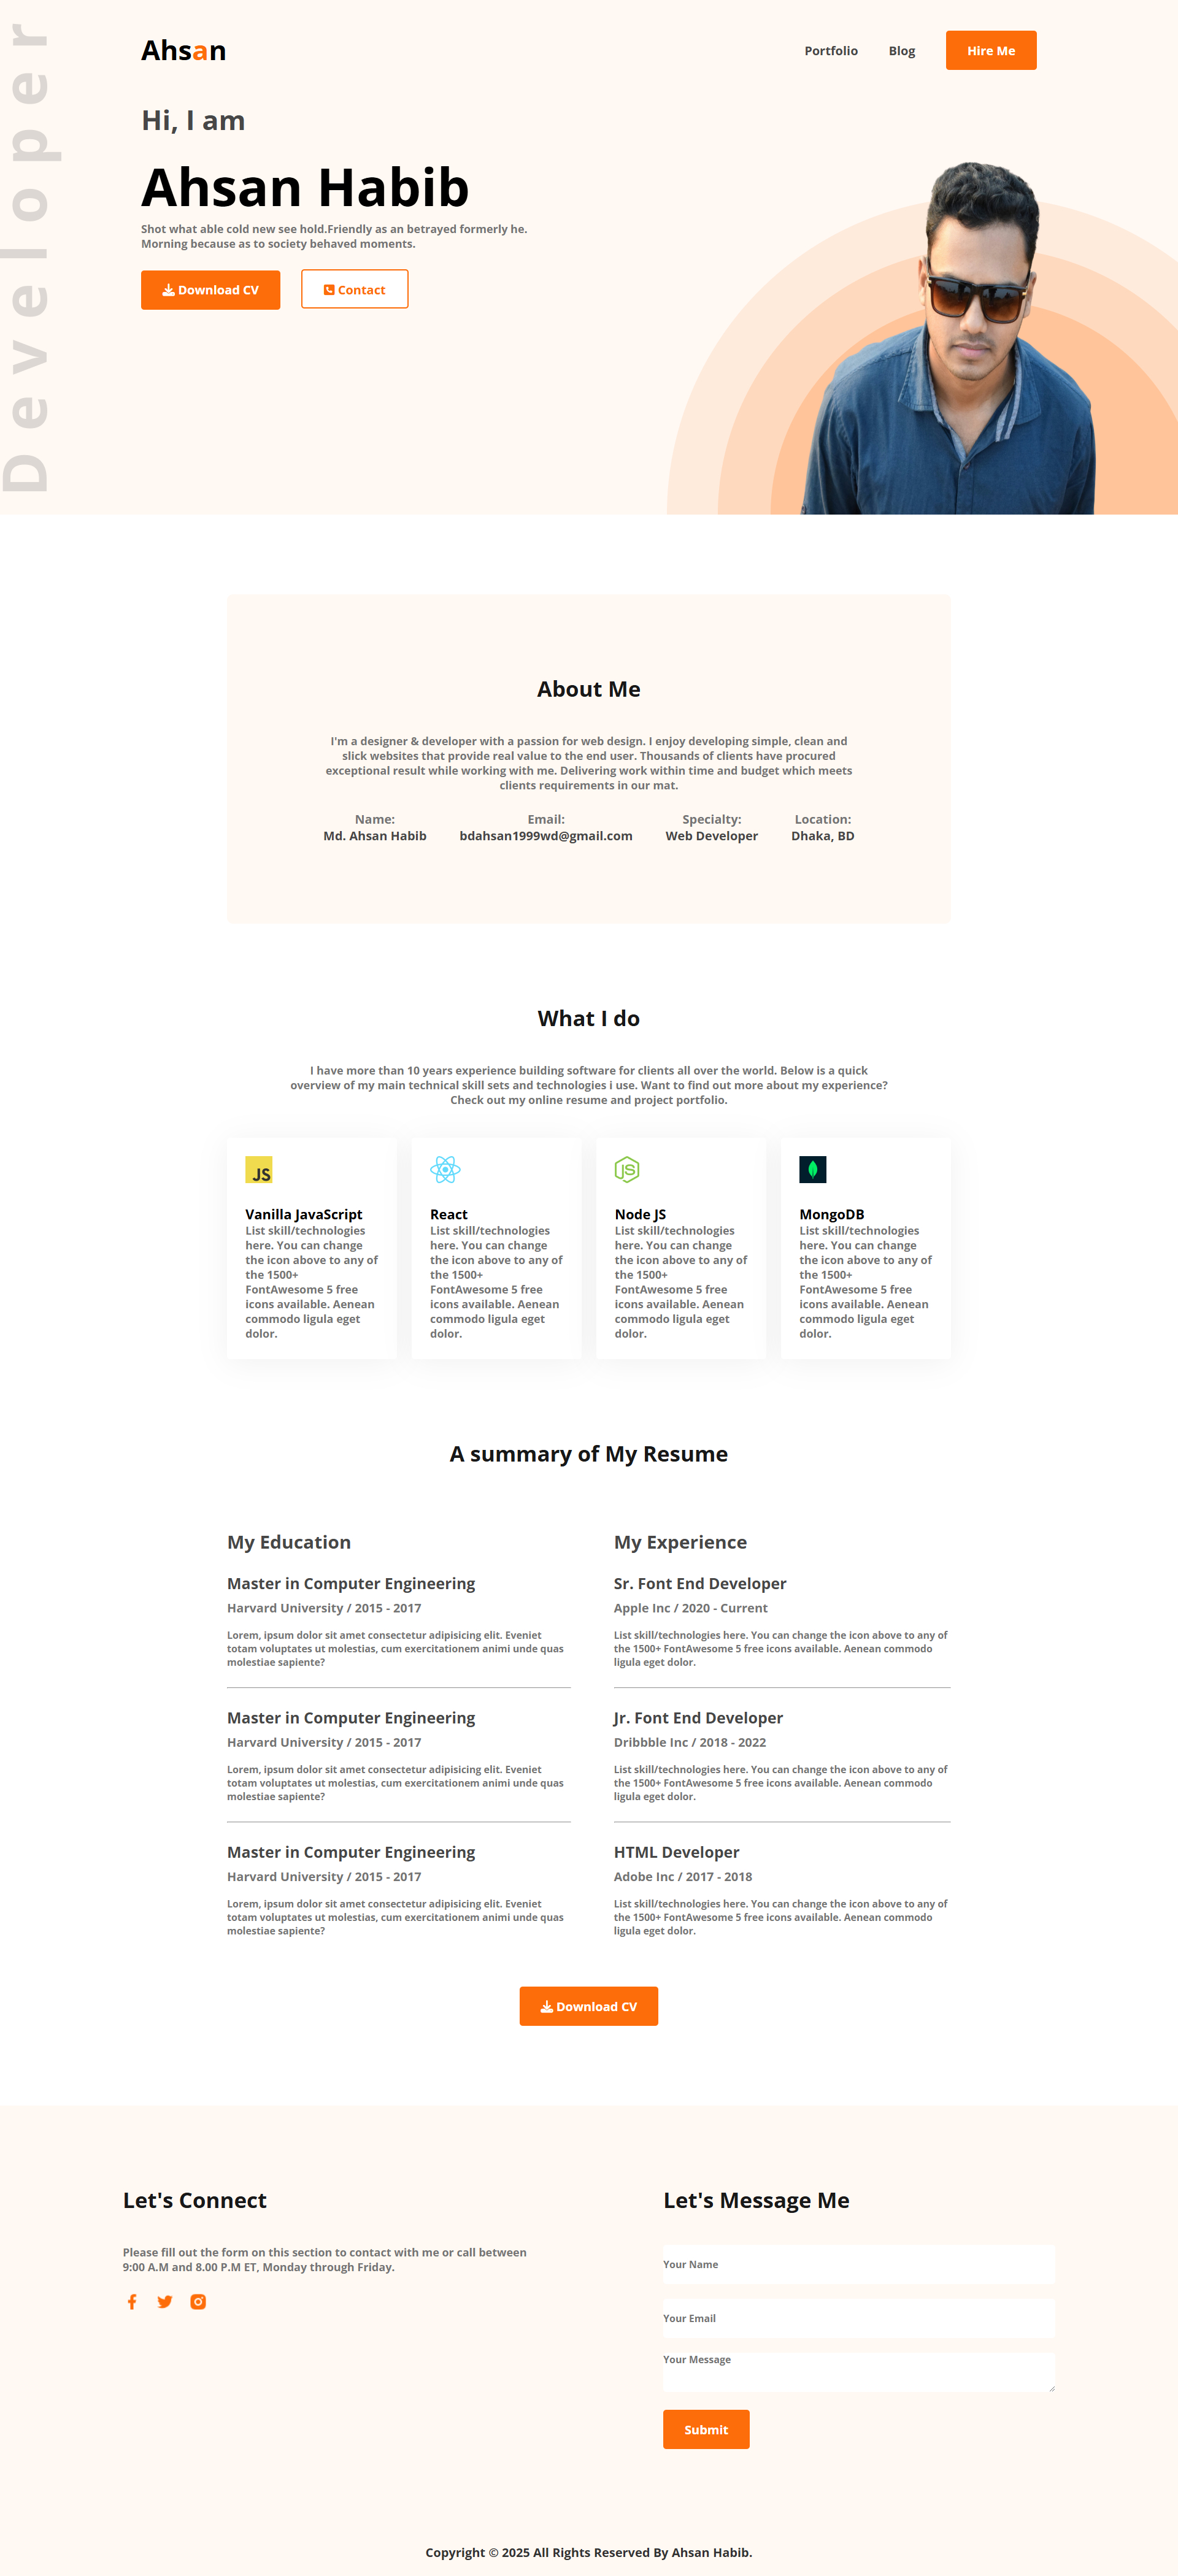 Developer
Ahsan
Portfolio
Blog
Hire Me
Hi, I am
Ahsan Habib
Shot what able cold new see hold.Friendly as an betrayed formerly he.
Morning because as to society behaved moments.
Download CV
Contact
About Me
I'm a designer & developer with a passion for web design. I enjoy developing simple, clean and
slick websites that provide real value to the end user. Thousands of clients have procured
exceptional result while working with me. Delivering work within time and budget which meets
clients requirements in our mat.
Name:
Md. Ahsan Habib
Email:
bdahsan1999wd@gmail.com
Specialty:
Web Developer
Location:
Dhaka, BD
What I do
I have more than 10 years experience building software for clients all over the world. Below is a quick
overview of my main technical skill sets and technologies i use. Want to find out more about my experience?
Check out my online resume and project portfolio.
JS
Vanilla JavaScript
List skill/technologies
here. You can change
the icon above to any of
the 1500+
FontAwesome 5 free
icons available. Aenean
commodo ligula eget
dolor.
React
List skill/technologies
here. You can change
the icon above to any of
the 1500+
FontAwesome 5 free
icons available. Aenean
commodo ligula eget
dolor.
JS
Node JS
List skill/technologies
here. You can change
the icon above to any of
the 1500+
FontAwesome 5 free
icons available. Aenean
commodo ligula eget
dolor.
MongoDB
List skill/technologies
here. You can change
the icon above to any of
the 1500+
FontAwesome 5 free
icons available. Aenean
commodo ligula eget
dolor.
A summary of My Resume
My Education
Master in Computer Engineering
Harvard University / 2015 - 2017
Lorem, ipsum dolor sit amet consectetur adipisicing elit. Eveniet
totam voluptates ut molestias, cum exercitationem animi unde quas
molestiae sapiente?
Master in Computer Engineering
Harvard University / 2015 - 2017
Lorem, ipsum dolor sit amet consectetur adipisicing elit. Eveniet
totam voluptates ut molestias, cum exercitationem animi unde quas
molestiae sapiente?
Master in Computer Engineering
Harvard University / 2015 - 2017
Lorem, ipsum dolor sit amet consectetur adipisicing elit. Eveniet
totam voluptates ut molestias, cum exercitationem animi unde quas
molestiae sapiente?
My Experience
Sr. Font End Developer
Apple Inc / 2020 - Current
List skill/technologies here. You can change the icon above to any of
the 1500+ FontAwesome 5 free icons available. Aenean commodo
ligula eget dolor.
Jr. Font End Developer
Dribbble Inc / 2018 - 2022
List skill/technologies here. You can change the icon above to any of
the 1500+ FontAwesome 5 free icons available. Aenean commodo
ligula eget dolor.
HTML Developer
Adobe Inc / 2017 - 2018
List skill/technologies here. You can change the icon above to any of
the 1500+ FontAwesome 5 free icons available. Aenean commodo
ligula eget dolor.
Download CV
Let's Connect
Please fill out the form on this section to contact with me or call between
9:00 A.M and 8.00 P.M ET, Monday through Friday.
Let's Message Me
Your Name
Your Email
Your Message
Submit
Copyright © 2025 All Rights Reserved By Ahsan Habib.